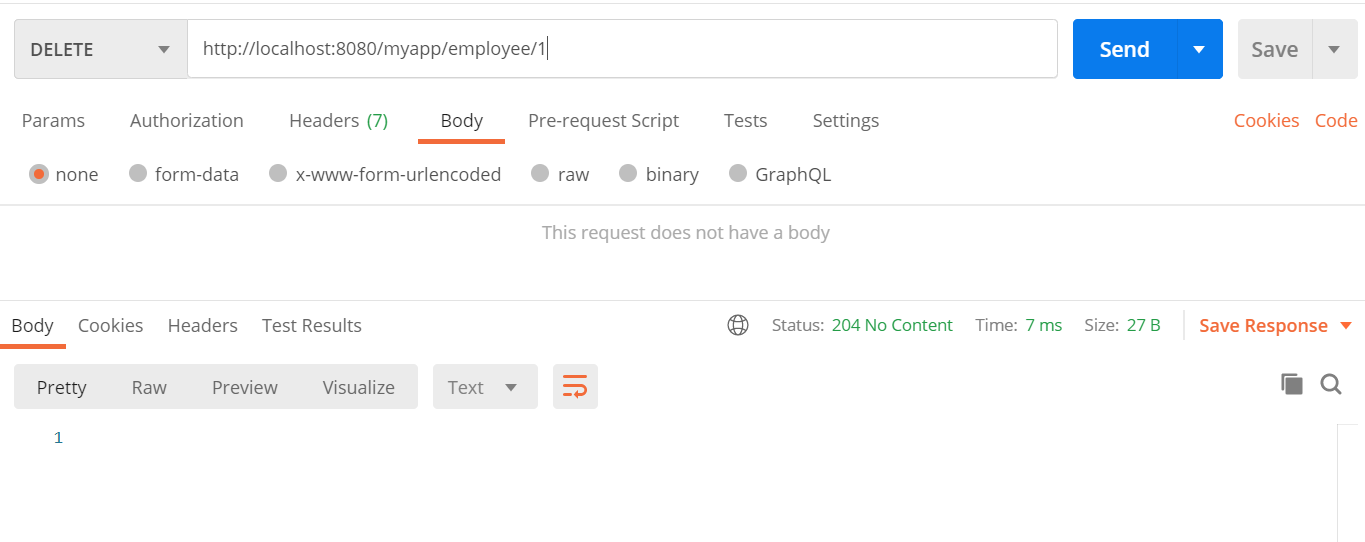 DELETE http://localhost:8080/myapp/employee/1 Send Save
Params Authorization Headers (7) Body Pre-request Script Tests Settings Cookies Code
none form-data x-www-form-urlencoded raw binary GraphQL
This request does not have a body
Body Cookies Headers Test Results Status: 204 No Content Time: 7 ms Size: 27 B Save Response
Pretty Raw Preview Visualize Text
1